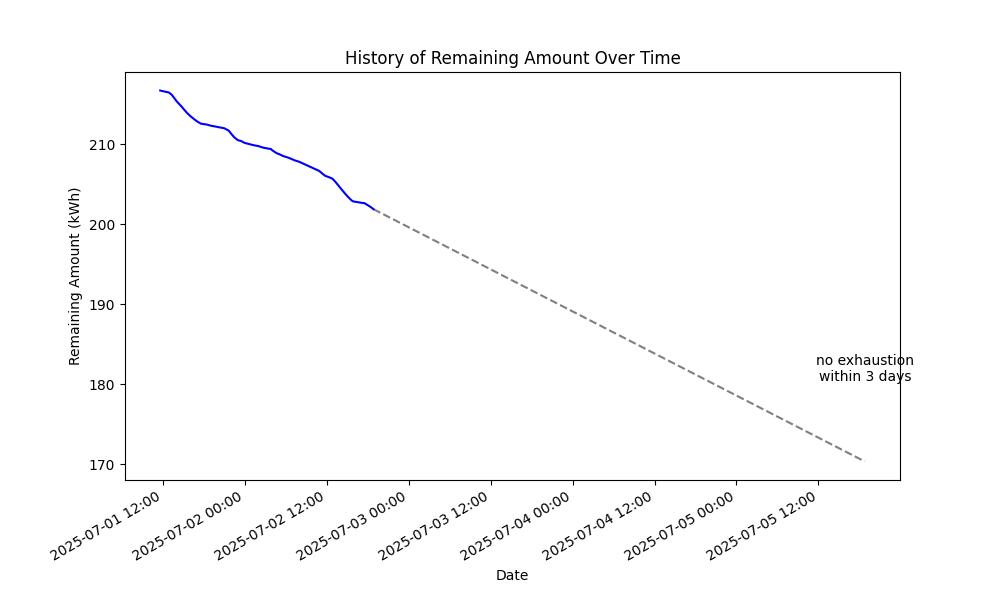 History of Remaining Amount Over Time
Remaining Amount (kWh)
210
200
190
180
170
no exhaustion
within 3 days
2025-07-01 12:00
2025-07-02 00:00
2025-07-02 12:00
2025-07-03 00:00
2025-07-03 12:00
2025-07-04 00:00
2025-07-04 12:00
2025-07-05 00:00
2025-07-05 12:00
Date